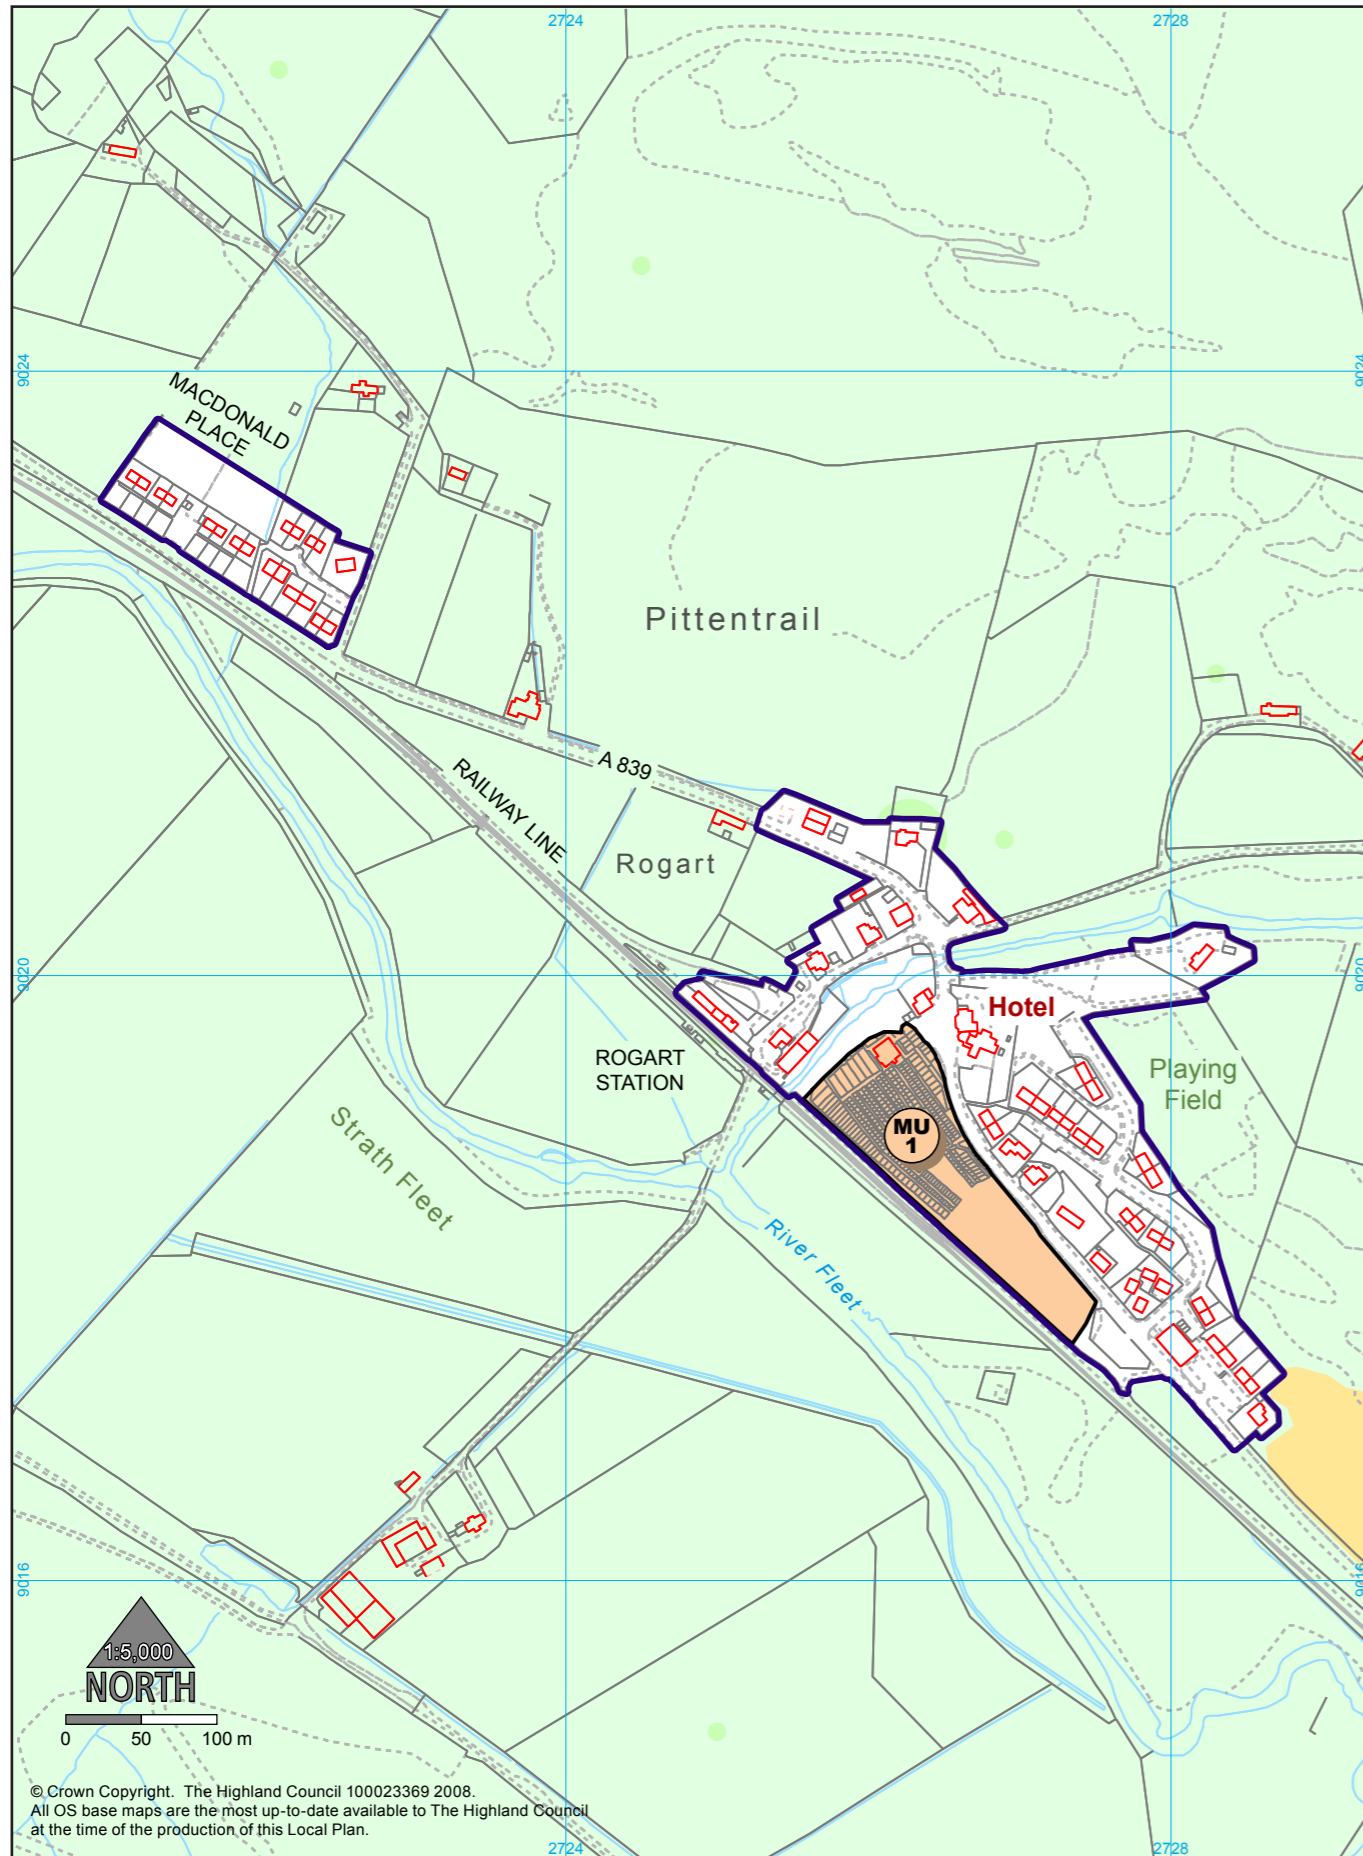 2724
2728
9024
9024
MACDONALD
PLACE
Pittentrail
A 839
RAILWAY LINE
Rogart
9020
9020
Hotel
ROGART
STATION
Playing
Field
MU
1
Strath Fleet
River Fleet
9016
9016
1:5,000
NORTH
0 50 100 m
© Crown Copyright. The Highland Council 100023369 2008.
All OS base maps are the most up-to-date available to The Highland Council
at the time of the production of this Local Plan.
2724
2728